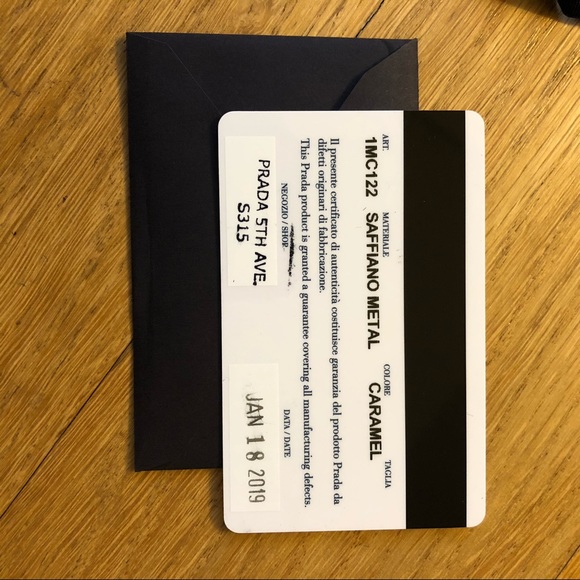 ART. MATERIALE COLORE TAGLIA
1MC122 SAFFIANO METAL CARAMEL
Il presente certificato di autenticità costituisce garanzia del prodotto Prada da
difetti originari di fabbricazione.
This Prada product is granted a guarantee covering all manufacturing defects.
NEGOZIO / SHOP DATA / DATE
PRADA 5TH AVE. JAN 18 2019
S315